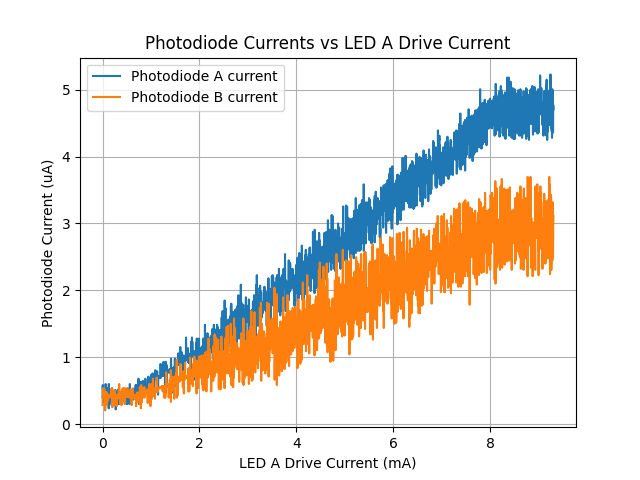 Photodiode Currents vs LED A Drive Current
Photodiode A current
Photodiode B current
5
4
3
2
1
0
Photodiode Current (uA)
0 2 4 6 8
LED A Drive Current (mA)